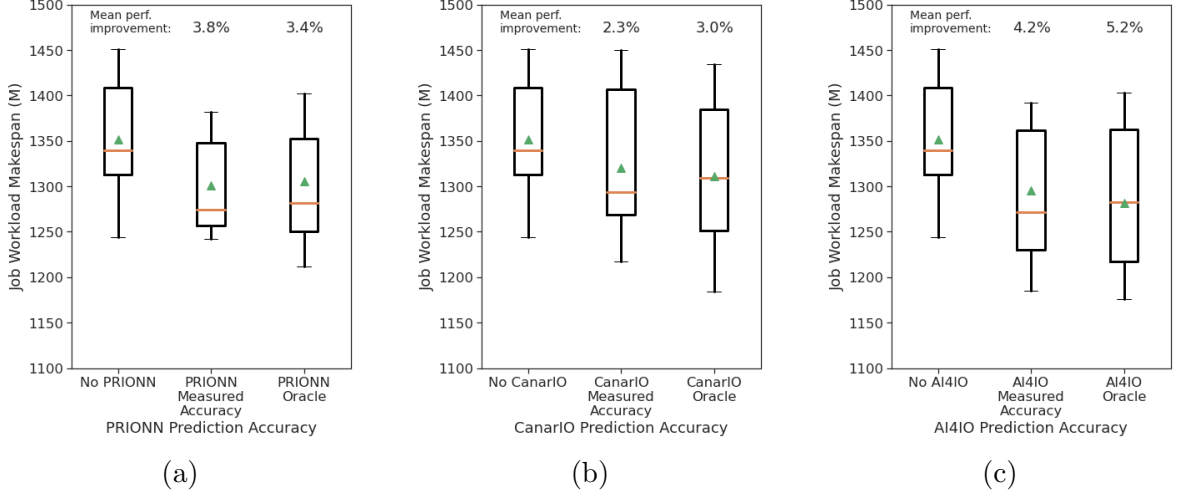 Mean perf.
improvement:
3.8%
3.4%
1500
1450
1400
1350
1300
1250
1200
1150
1100
Job Workload Makespan (M)
No PRIONN
PRIONN
Measured
Accuracy
PRIONN
Oracle
PRIONN Prediction Accuracy
(a)
Mean perf.
improvement:
2.3%
3.0%
1500
1450
1400
1350
1300
1250
1200
1150
1100
Job Workload Makespan (M)
No CanarIO
CanarIO
Measured
Accuracy
CanarIO
Oracle
CanarIO Prediction Accuracy
(b)
Mean perf.
improvement:
4.2%
5.2%
1500
1450
1400
1350
1300
1250
1200
1150
1100
Job Workload Makespan (M)
No AI4IO
AI4IO
Measured
Accuracy
AI4IO
Oracle
AI4IO Prediction Accuracy
(c)